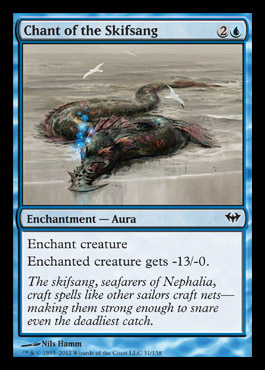 Chant of the Skifsang 2
Enchantment — Aura
Enchant creature
Enchanted creature gets -13/-0.
The skifsang, seafarers of Nephalia,
craft spells like other sailors craft nets—
making them strong enough to snare
even the deadliest catch.
Nils Hamm
™ & © 1993–2012 Wizards of the Coast LLC 31/158